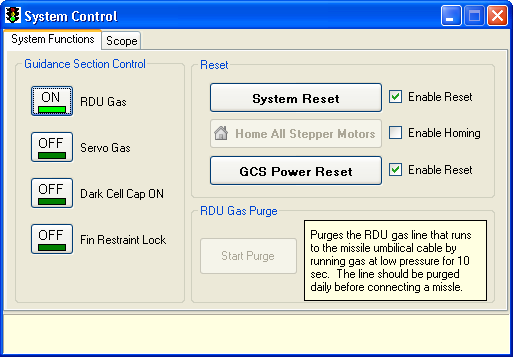 System Control
System Functions
Scope
Guidance Section Control
ON
RDU Gas
OFF
Servo Gas
OFF
Dark Cell Cap ON
OFF
Fin Restraint Lock
Reset
System Reset
Enable Reset
Home All Stepper Motors
Enable Homing
GCS Power Reset
Enable Reset
RDU Gas Purge
Start Purge
Purges the RDU gas line that runs
to the missile umbilical cable by
running gas at low pressure for 10
sec. The line should be purged
daily before connecting a missle.